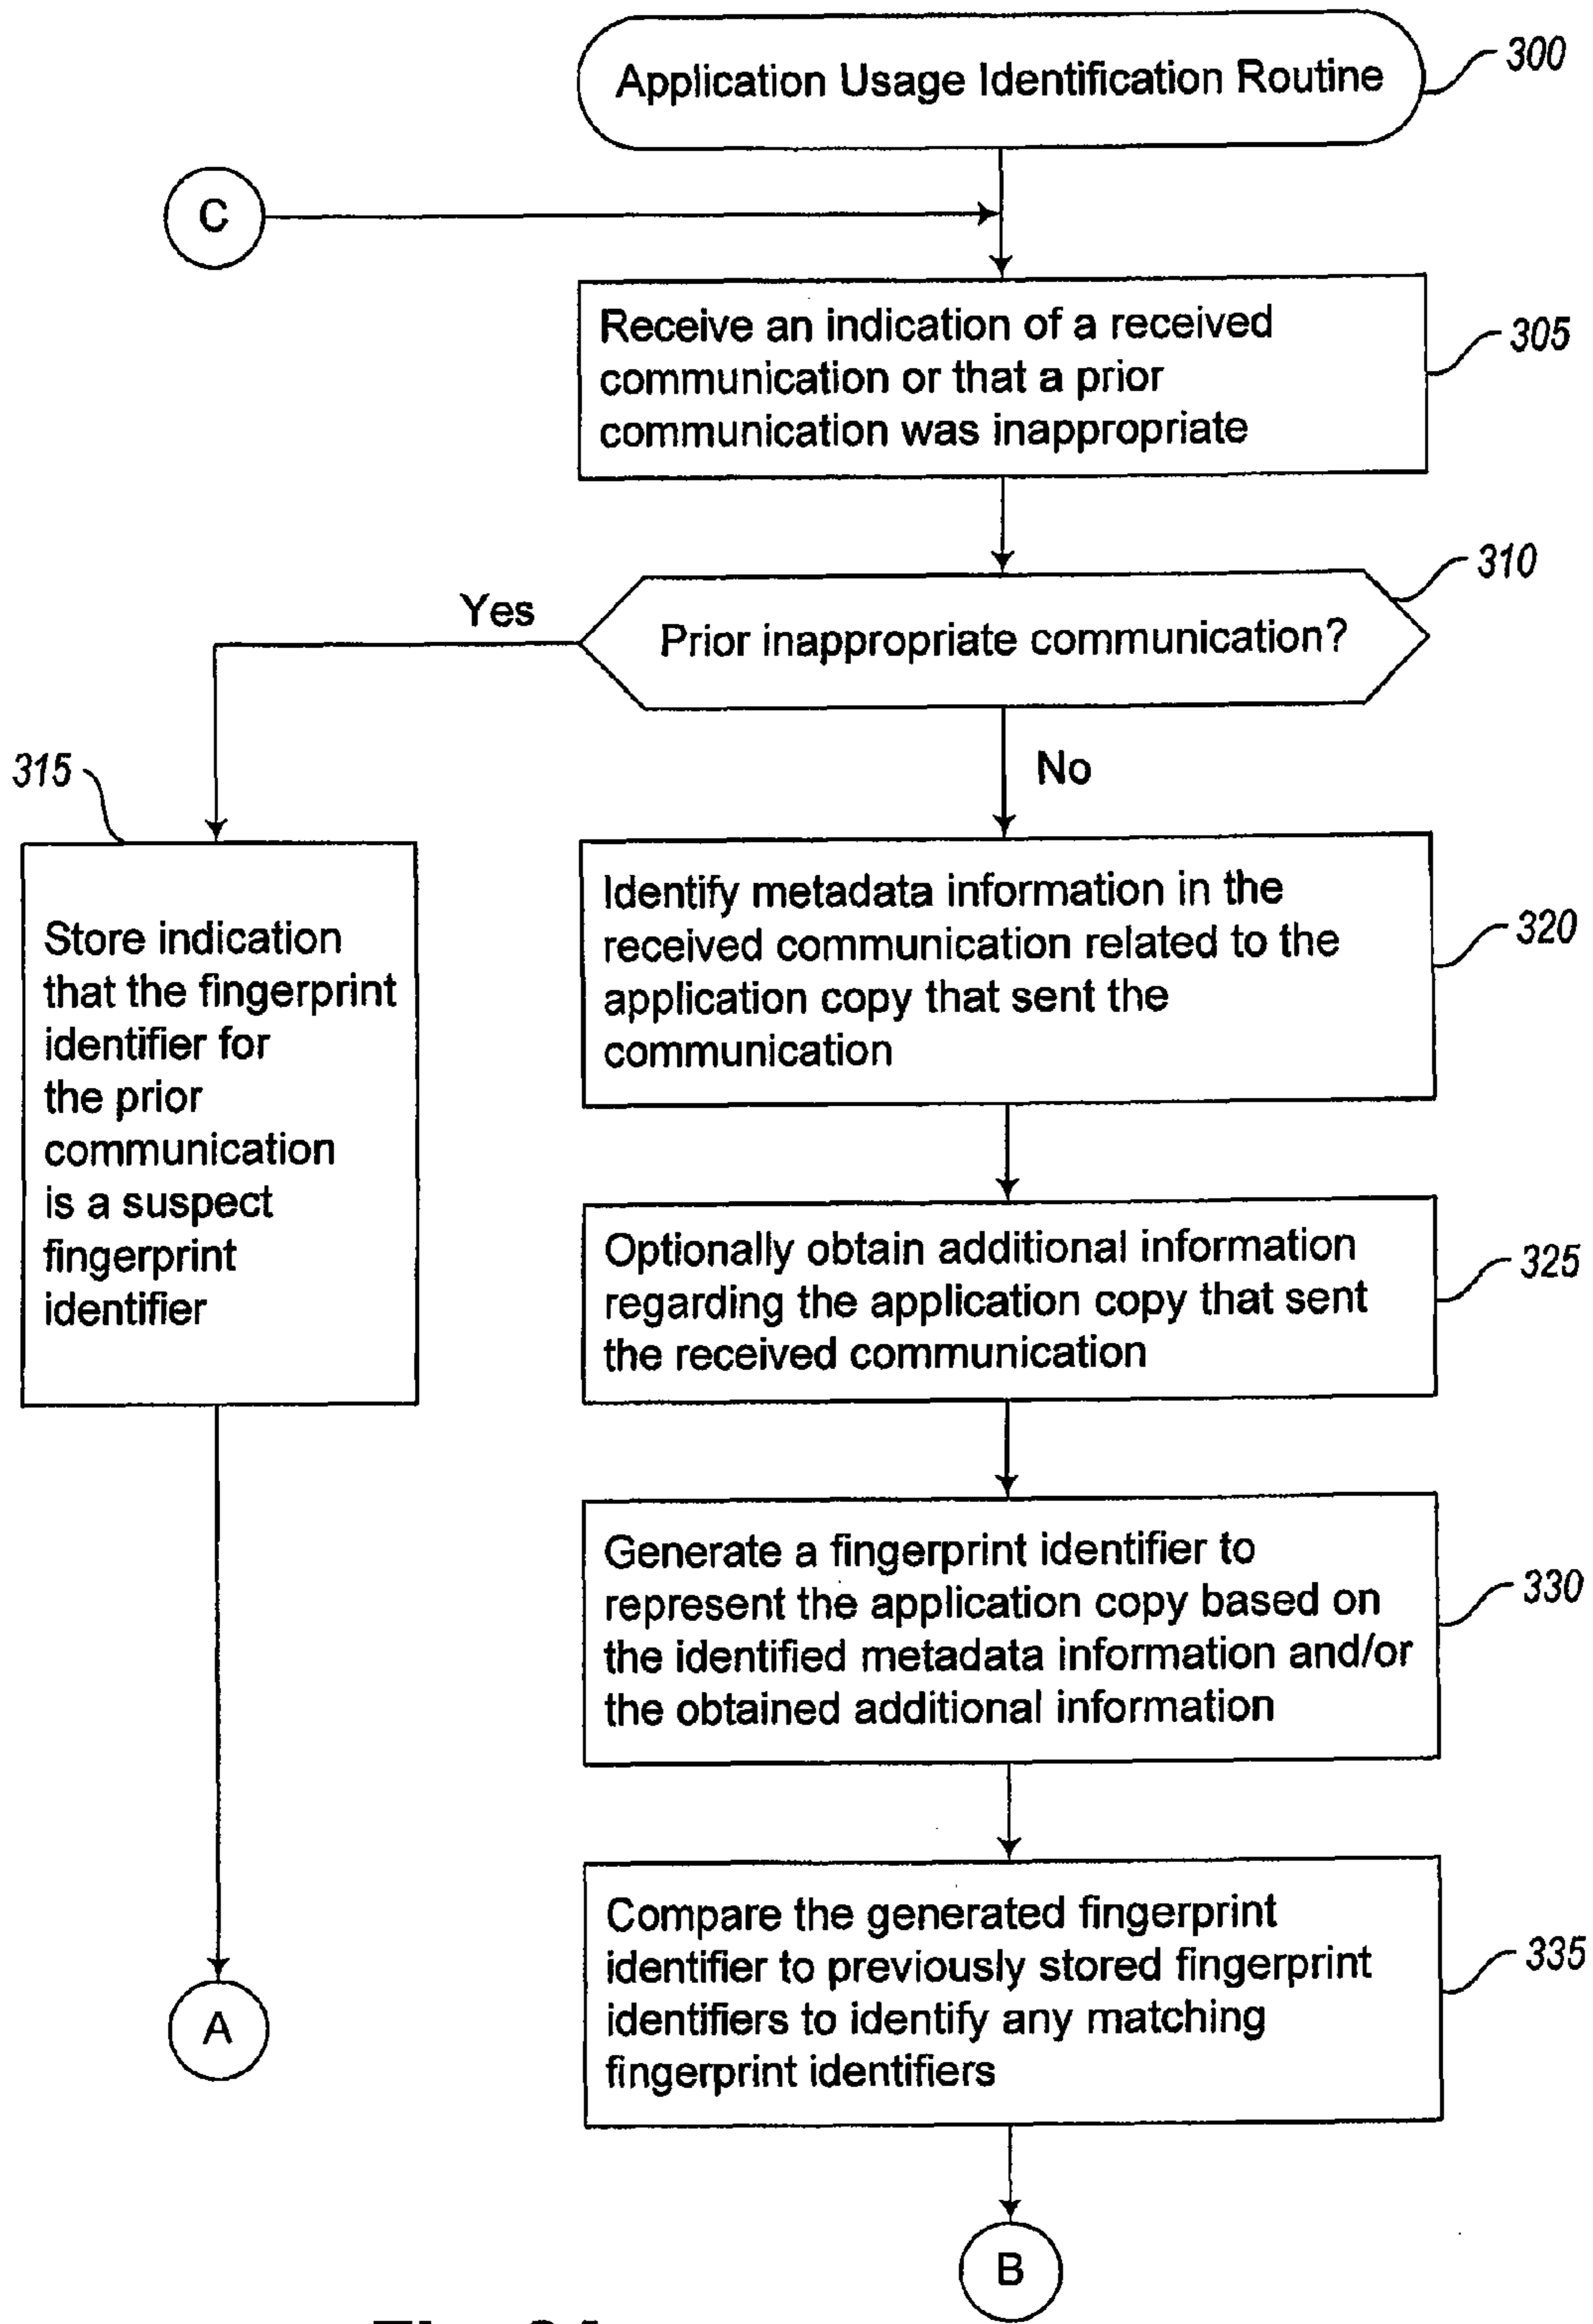 Application Usage Identification Routine
300
C
Receive an indication of a received
communication or that a prior
communication was inappropriate
305
310
Yes
Prior inappropriate communication?
No
315
Identify metadata information in the
received communication related to the
application copy that sent the
communication
320
Store indication
that the fingerprint
identifier for
the prior
communication
is a suspect
fingerprint
identifier
Optionally obtain additional information
regarding the application copy that sent
the received communication
325
Generate a fingerprint identifier to
represent the application copy based on
the identified metadata information and/or
the obtained additional information
330
Compare the generated fingerprint
identifier to previously stored fingerprint
identifiers to identify any matching
fingerprint identifiers
335
A
B